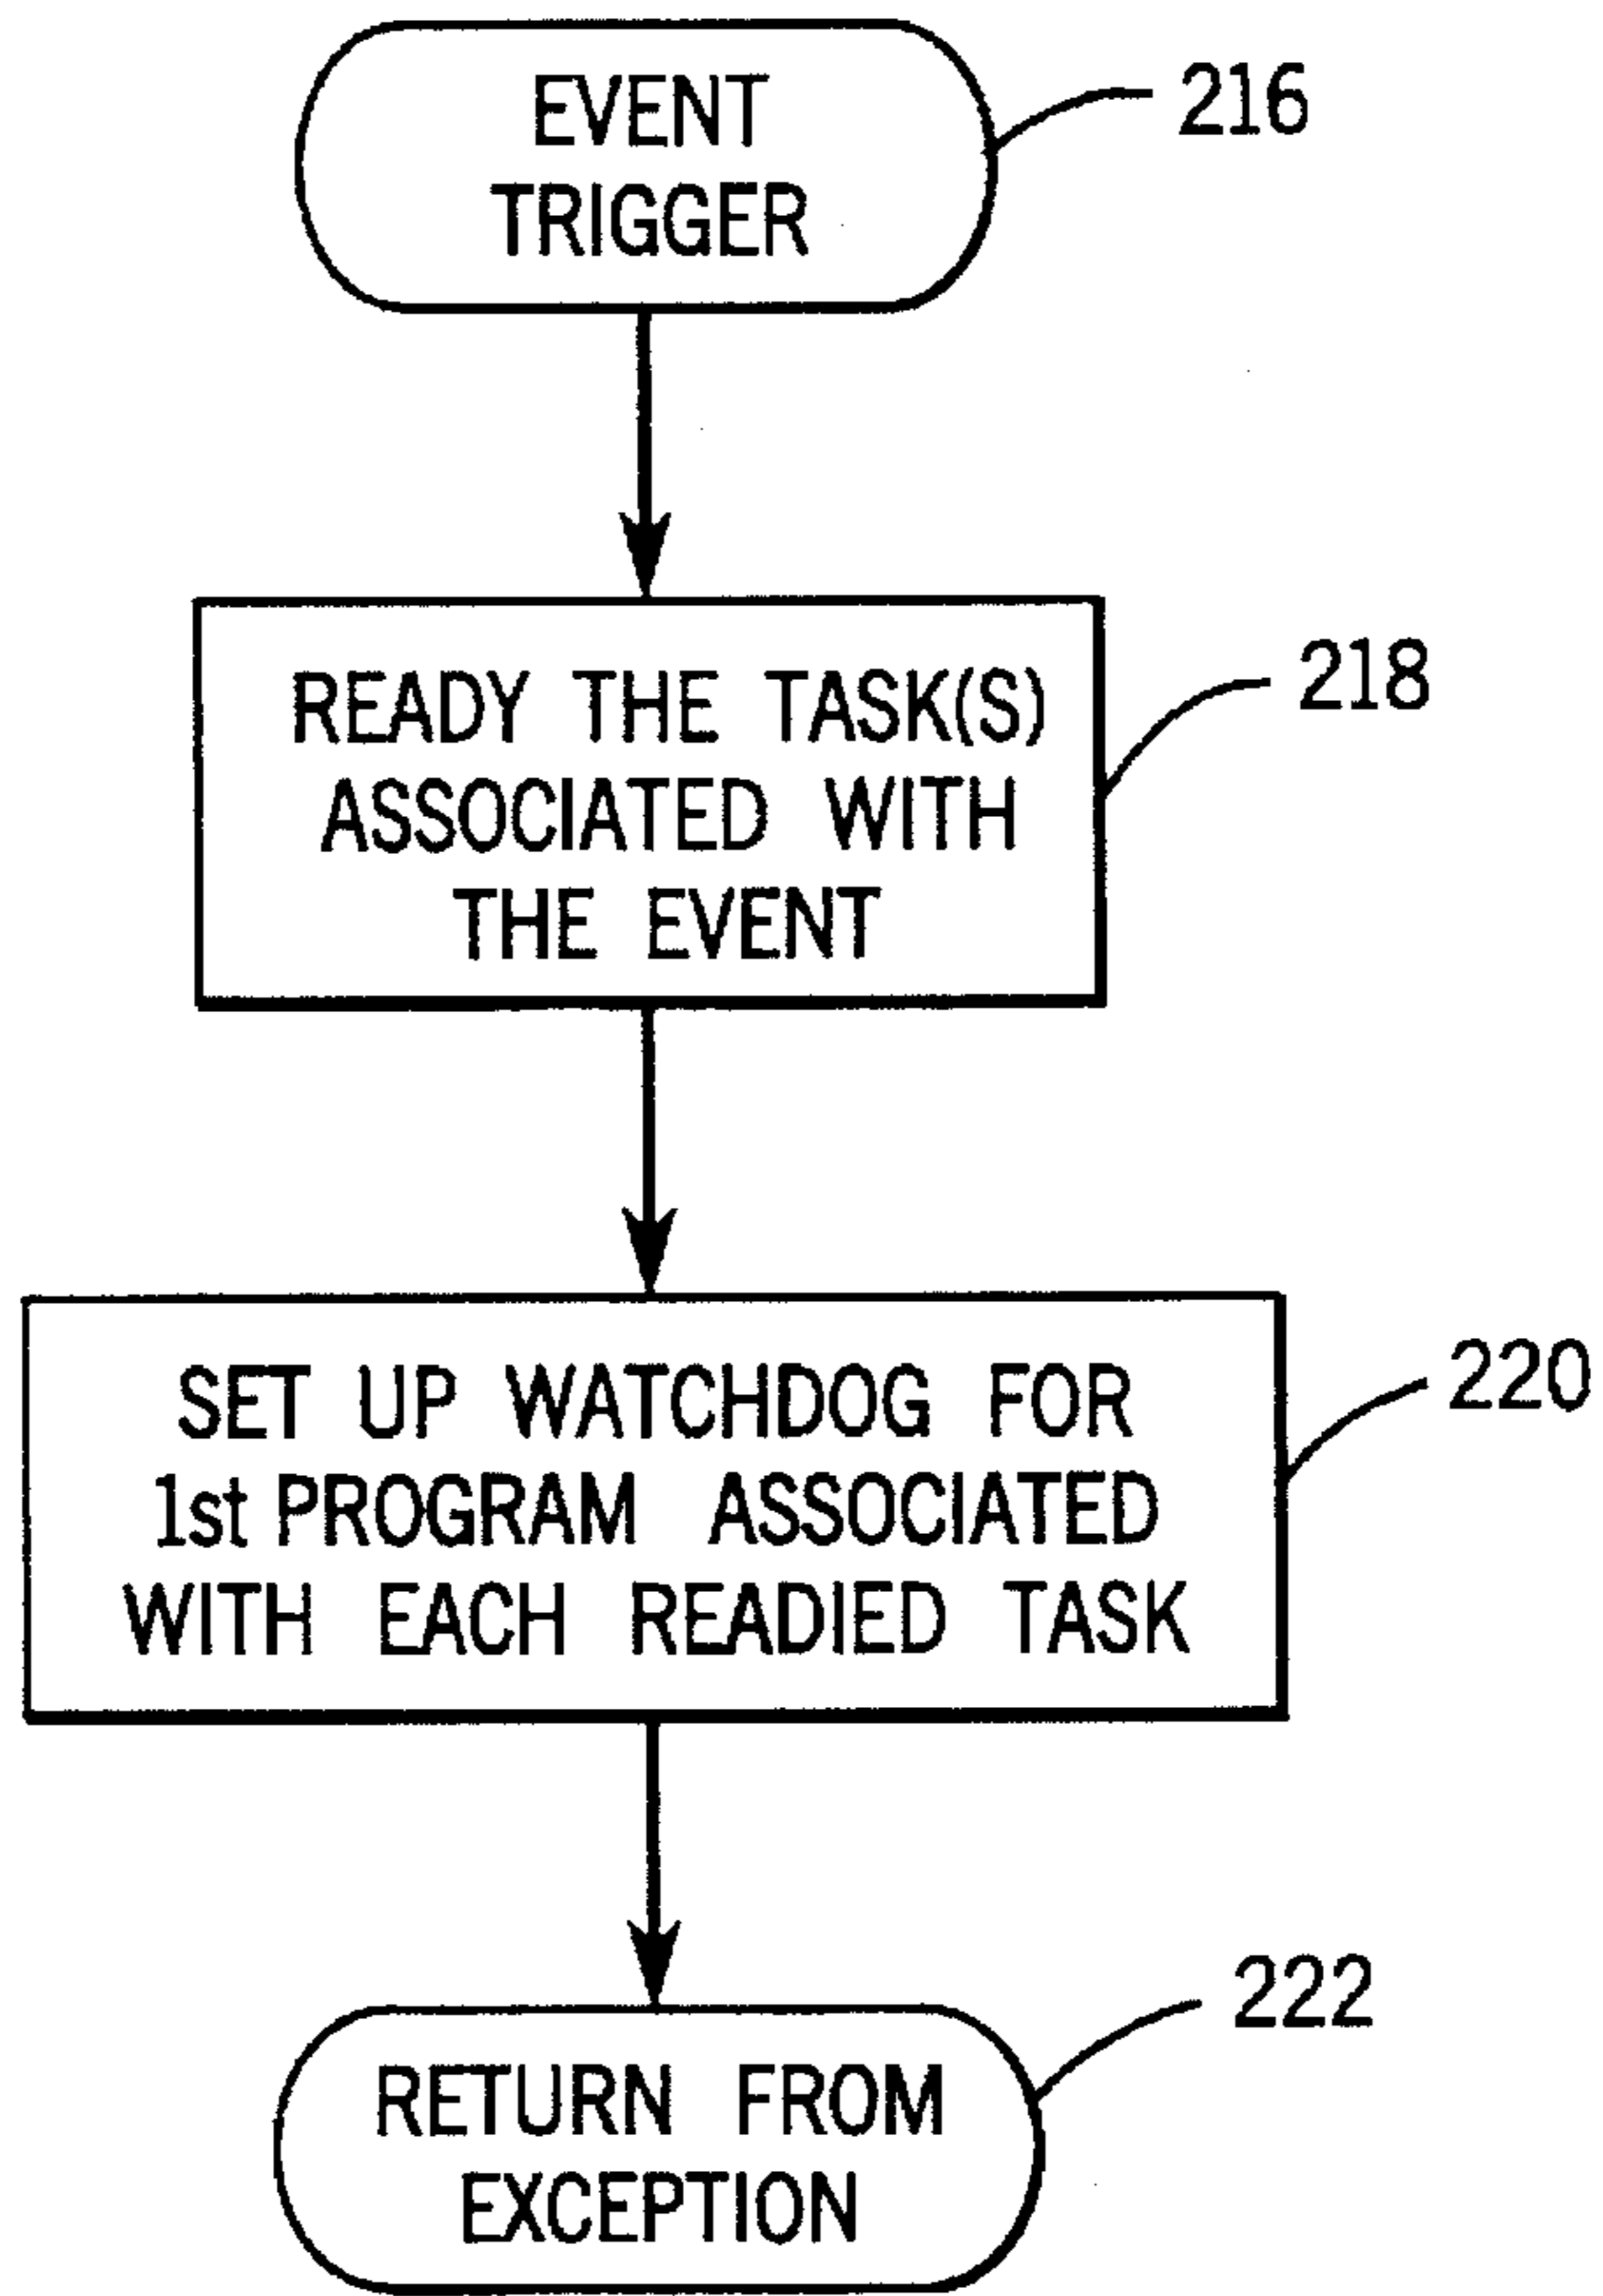 EVENT
TRIGGER
216
READY THE TASK(S)
ASSOCIATED WITH
THE EVENT
218
SET UP WATCHDOG FOR
1st PROGRAM ASSOCIATED
WITH EACH READIED TASK
220
RETURN FROM
EXCEPTION
222